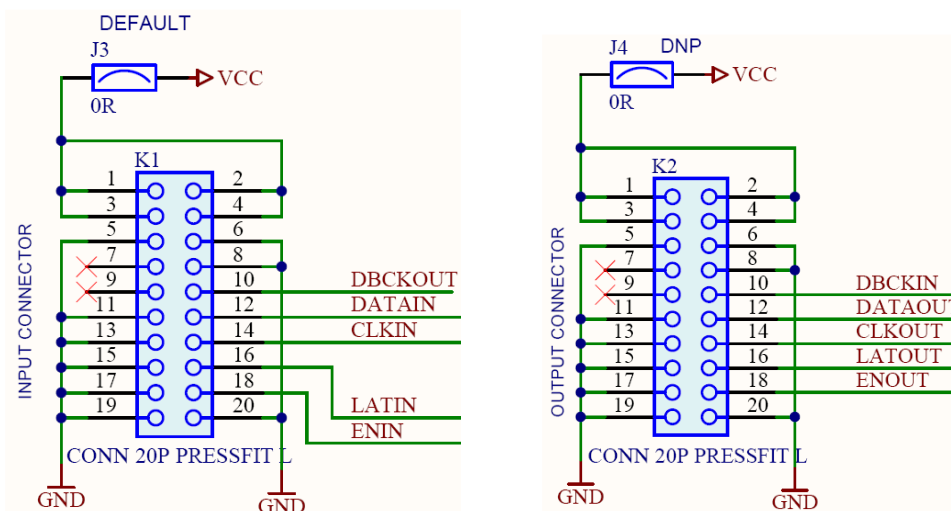 DEFAULT
J3
VCC
0R
K1
1 2
3 4
5 6
7 8
9 10 DBCKOUT
11 12 DATAIN
13 14 CLKIN
15 16
17 18
LATIN
19 20
ENIN
INPUT CONNECTOR
CONN 20P PRESSFIT L
GND
GND
J4 DNP
VCC
0R
K2
1 2
3 4
5 6
7 8
9 10 DBCKIN
11 12 DATAOUT
13 14 CLKOUT
15 16 LATOUT
17 18 ENOUT
19 20
OUTPUT CONNECTOR
CONN 20P PRESSFIT L
GND
GND